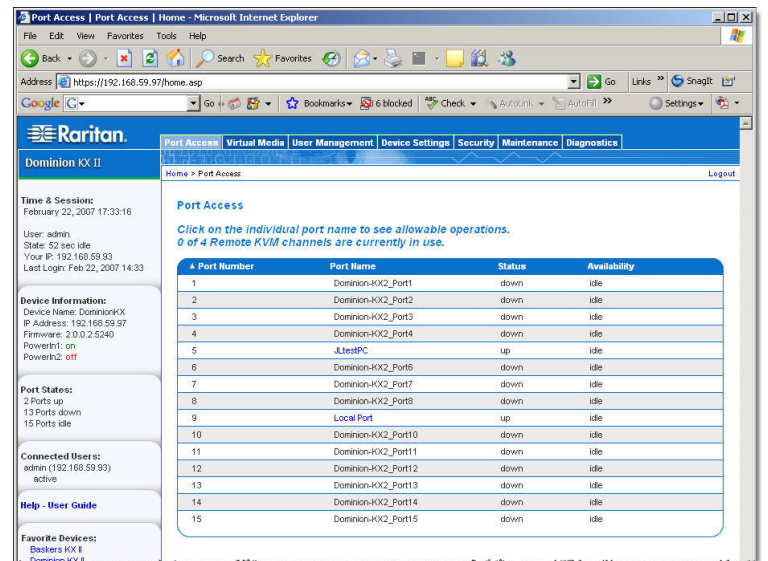 Port Access | Port Access | Home - Microsoft Internet Explorer
File Edit View Favorites Tools Help
Back Search Favorites
Address https://192.168.59.97/home.asp Go Links » SnagIt
Google G Go Bookmarks 6 blocked Check AutoLink AutoFill » Settings
Raritan.
Dominion KX II
Port Access Virtual Media User Management Device Settings Security Maintenance Diagnostics
Home > Port Access Logout
Time & Session:
February 22, 2007 17:33:16
User: admin
State: 52 sec idle
Your IP: 192.168.59.93
Last Login: Feb 22, 2007 14:33
Device Information:
Device Name: DominionKX
IP Address: 192.168.59.97
Firmware: 2.0.0.2.5240
PowerIn1: on
PowerIn2: off
Port States:
2 Ports up
13 Ports down
15 Ports idle
Connected Users:
admin (192.168.59.93)
active
Help - User Guide
Favorite Devices:
Baskers KX II
Port Access
Click on the individual port name to see allowable operations.
0 of 4 Remote KVM channels are currently in use.
▲ Port Number Port Name Status Availability
1 Dominion-KX2_Port1 down idle
2 Dominion-KX2_Port2 down idle
3 Dominion-KX2_Port3 down idle
4 Dominion-KX2_Port4 down idle
5 JLtestPC up idle
6 Dominion-KX2_Port6 down idle
7 Dominion-KX2_Port7 down idle
8 Dominion-KX2_Port8 down idle
9 Local Port up idle
10 Dominion-KX2_Port10 down idle
11 Dominion-KX2_Port11 down idle
12 Dominion-KX2_Port12 down idle
13 Dominion-KX2_Port13 down idle
14 Dominion-KX2_Port14 down idle
15 Dominion-KX2_Port15 down idle